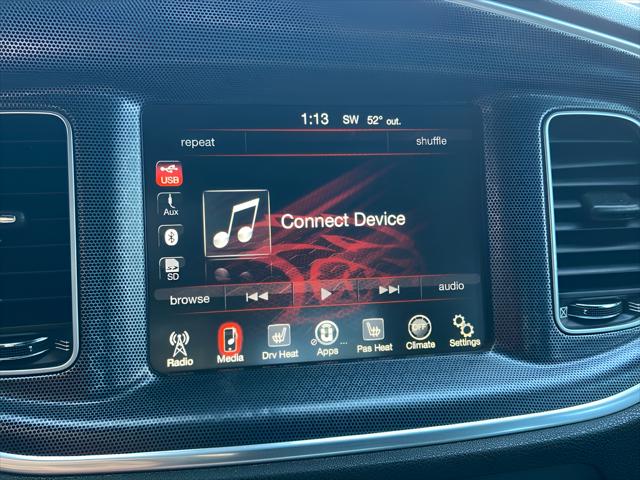 1:13 SW 52° out.
repeat shuffle
USB
Aux
Connect Device
SD
browse audio
Radio Media Drv Heat Apps Pas Heat OFF Climate Settings